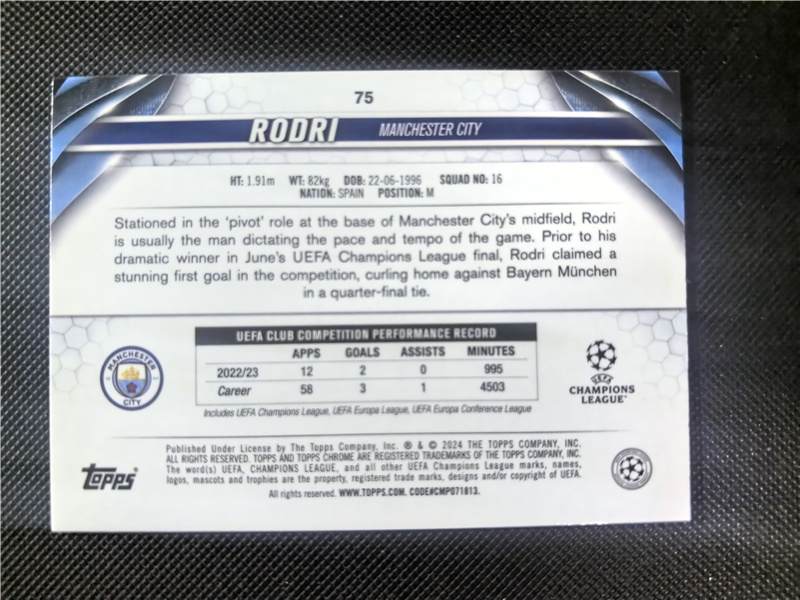 75
RODRI MANCHESTER CITY
HT: 1.91m WT: 82kg DOB: 22-06-1996 SQUAD NO: 16
NATION: SPAIN POSITION: M
Stationed in the 'pivot' role at the base of Manchester City's midfield, Rodri
is usually the man dictating the pace and tempo of the game. Prior to his
dramatic winner in June's UEFA Champions League final, Rodri claimed a
stunning first goal in the competition, curling home against Bayern München
in a quarter-final tie.
UEFA CLUB COMPETITION PERFORMANCE RECORD
APPS GOALS ASSISTS MINUTES
2022/23 12 2 0 995
Career 58 3 1 4503
Includes UEFA Champions League, UEFA Europa League, UEFA Europa Conference League
MANCHESTER
CITY
UEFA
CHAMPIONS
LEAGUE
Published Under License by The Topps Company, Inc. ® & © 2024 THE TOPPS COMPANY, INC.
ALL RIGHTS RESERVED. TOPPS AND TOPPS CHROME ARE REGISTERED TRADEMARKS OF THE TOPPS COMPANY, INC.
The word(s) UEFA, CHAMPIONS LEAGUE, and all other UEFA Champions League marks, names,
logos, mascots and trophies are the property, registered trade marks, designs and/or copyright of UEFA.
All rights reserved. WWW.TOPPS.COM. CODE#CMP071813.
topps